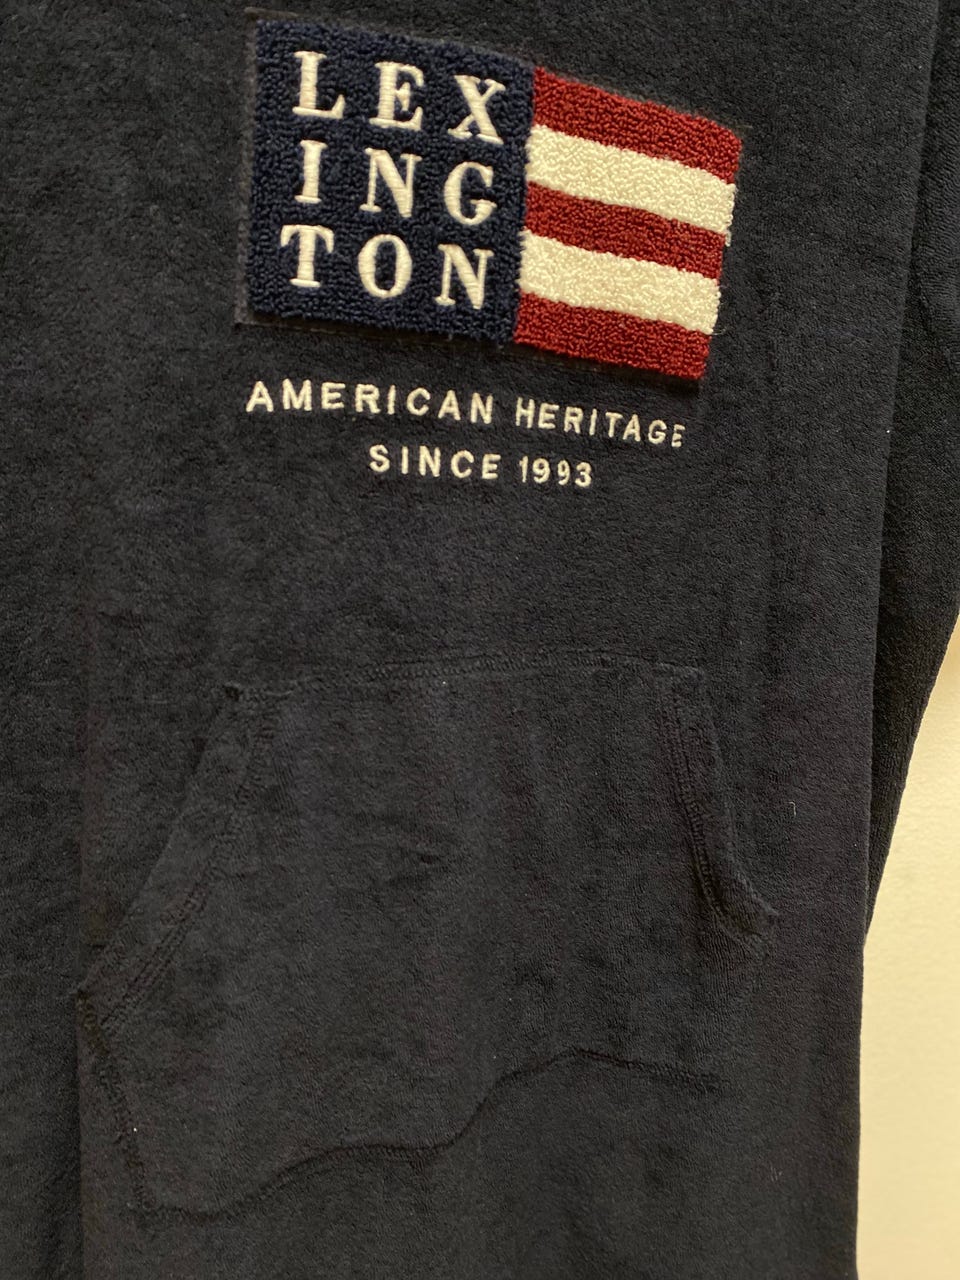 LEX
ING
TON
AMERICAN HERITAGE
SINCE 1993